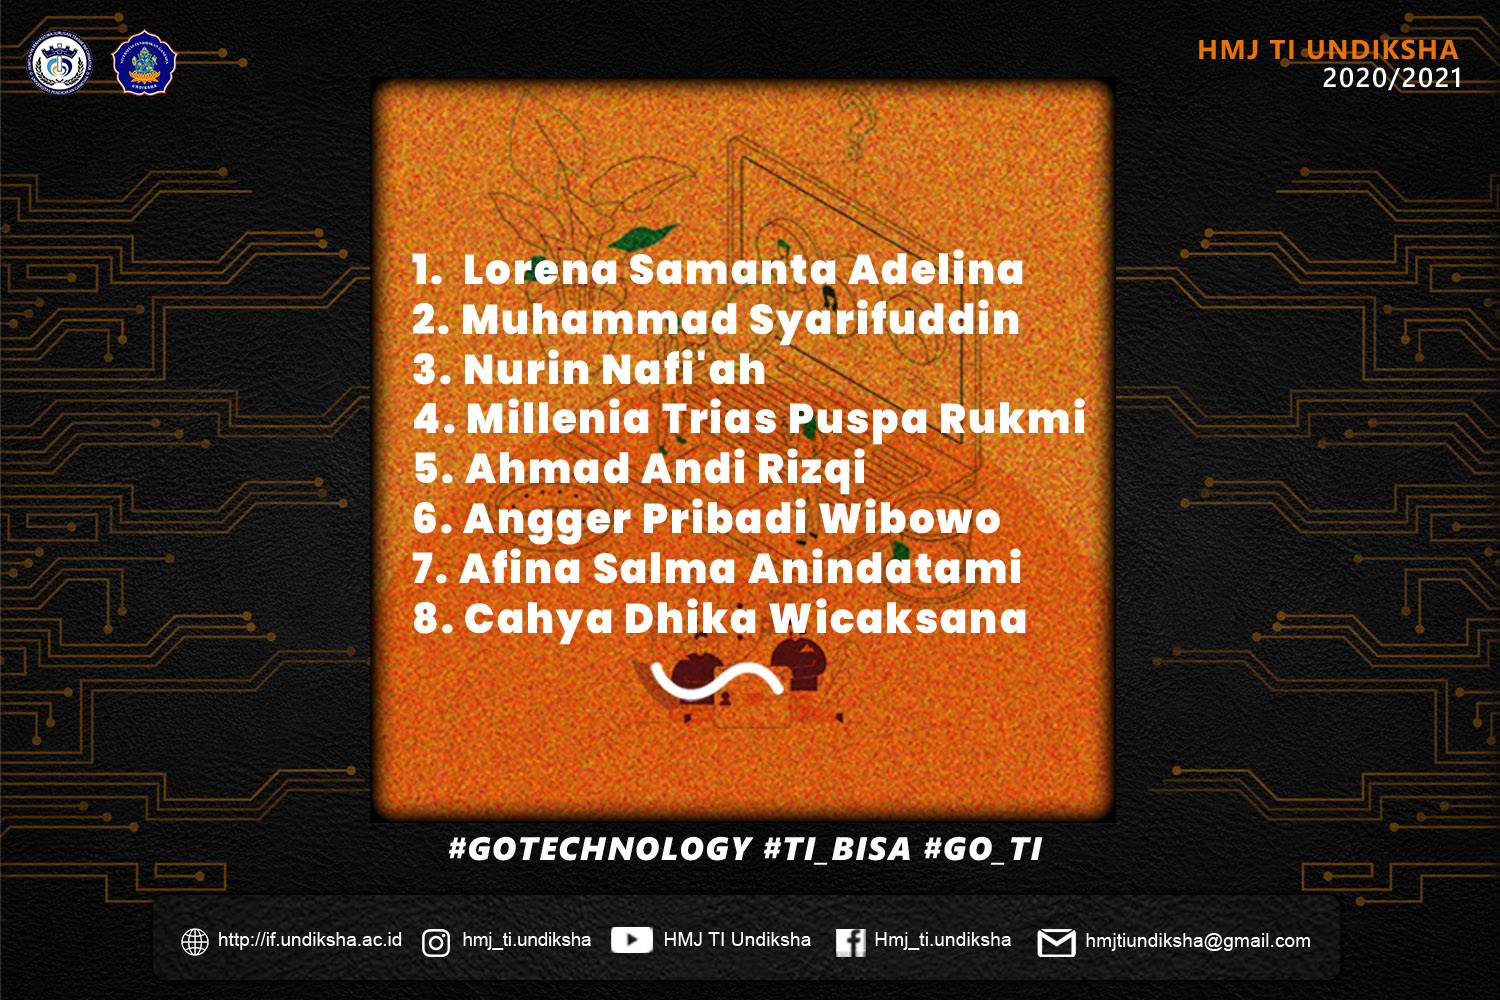 HMJ TI UNDIKSHA
2020/2021
1. Lorena Samanta Adelina
2. Muhammad Syarifuddin
3. Nurin Nafi'ah
4. Millenia Trias Puspa Rukmi
5. Ahmad Andi Rizqi
6. Angger Pribadi Wibowo
7. Afina Salma Anindatami
8. Cahya Dhika Wicaksana
#GOTECHNOLOGY #TI_BISA #GO_TI
http://if.undiksha.ac.id hmj_ti.undiksha HMJ TI Undiksha Hmj_ti.undiksha hmjtiundiksha@gmail.com